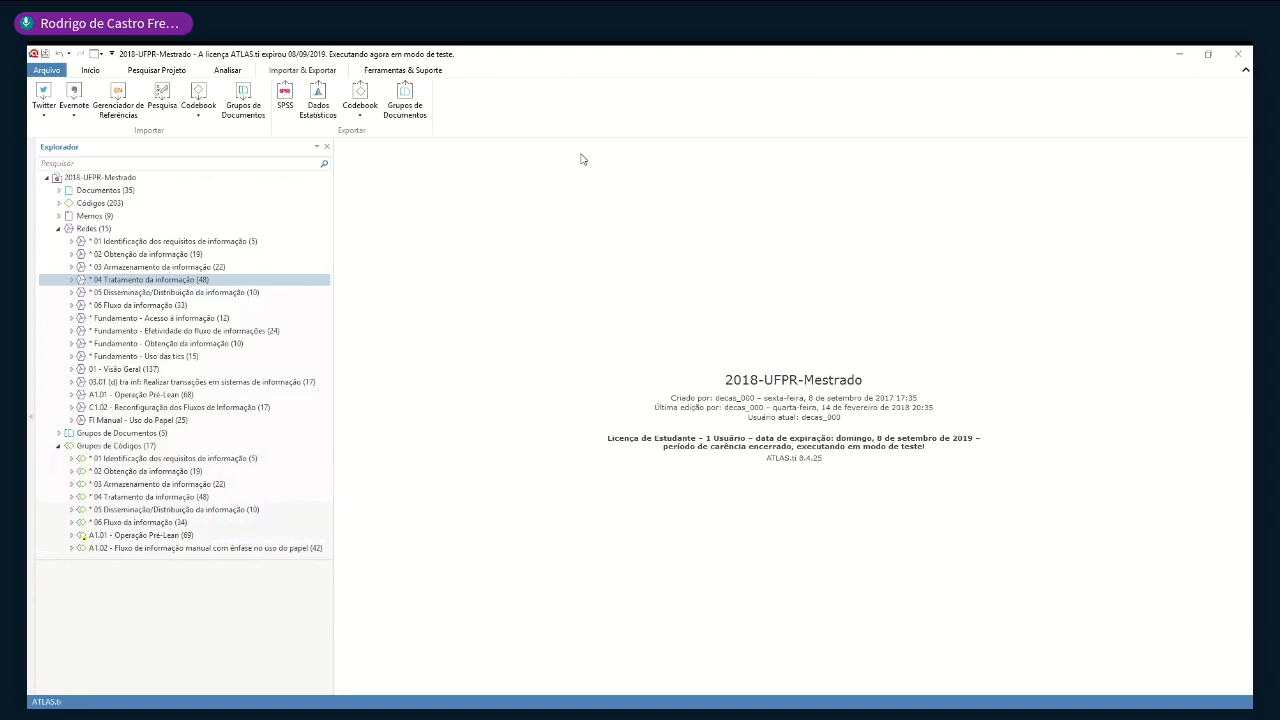 Rodrigo de Castro Fre...
2018-UFPR-Mestrado - A licença ATLAS.ti expirou 08/09/2019. Executando agora em modo de teste.
Arquivo Início Pesquisar Projeto Analisar Importar & Exportar Ferramentas & Suporte
Twitter Evernote Gerenciador de Referências Pesquisa Codebook Grupos de Documentos SPSS Dados Estatísticos Codebook Grupos de Documentos
Importar Exportar
Explorador
Pesquisar
2018-UFPR-Mestrado
Documentos (35)
Códigos (203)
Memos (9)
Redes (15)
* 01 Identificação dos requisitos de informação (5)
* 02 Obtenção da informação (19)
* 03 Armazenamento da informação (22)
* 04 Tratamento da informação (48)
* 05 Disseminação/Distribuição da informação (10)
* 06 Fluxo da informação (33)
* Fundamento - Acesso à informação (12)
* Fundamento - Efetividade do fluxo de informações (24)
* Fundamento - Obtenção da informação (10)
* Fundamento - Uso das tics (15)
01 - Visão Geral (137)
03.01 (d) tra inf: Realizar transações em sistemas de informação (17)
A1.01 - Operação Pré-Lean (68)
C1.02 - Reconfiguração dos Fluxos de Informação (17)
FI Manual - Uso do Papel (25)
Grupos de Documentos (5)
Grupos de Códigos (17)
* 01 Identificação dos requisitos de informação (5)
* 02 Obtenção da informação (19)
* 03 Armazenamento da informação (22)
* 04 Tratamento da informação (48)
* 05 Disseminação/Distribuição da informação (10)
* 06 Fluxo da informação (34)
A1.01 - Operação Pré-Lean (69)
A1.02 - Fluxo de informação manual com ênfase no uso do papel (42)
2018-UFPR-Mestrado
Criado por: decas_000 – sexta-feira, 8 de setembro de 2017 17:35
Última edição por: decas_000 – quarta-feira, 14 de fevereiro de 2018 20:35
Usuário atual: decas_000
Licença de Estudante – 1 Usuário – data de expiração: domingo, 8 de setembro de 2019 –
período de carência encerrado, executando em modo de teste!
ATLAS.ti 8.4.25
ATLAS.ti